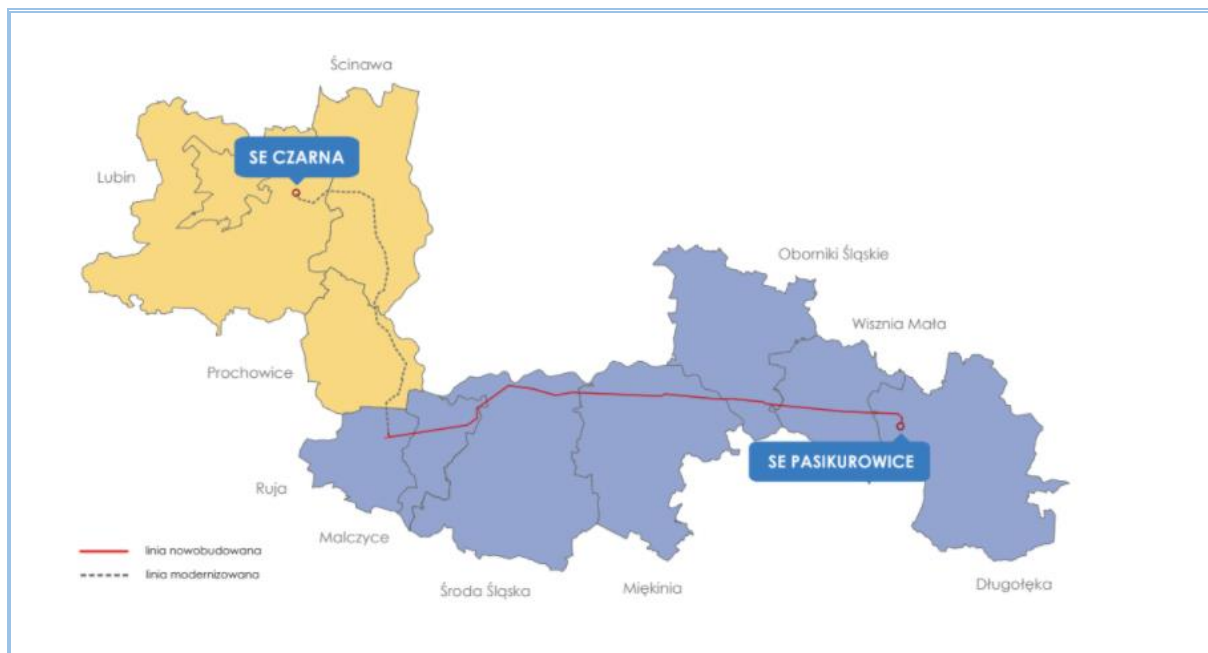 Ścinawa
SE CZARNA
Lubin
Oborniki Śląskie
Wisznia Mała
Prochowice
SE PASIKUROWICE
Ruja
Malczyce
linia nowobudowana
linia modernizowana
Środa Śląska
Miękinia
Długołęka